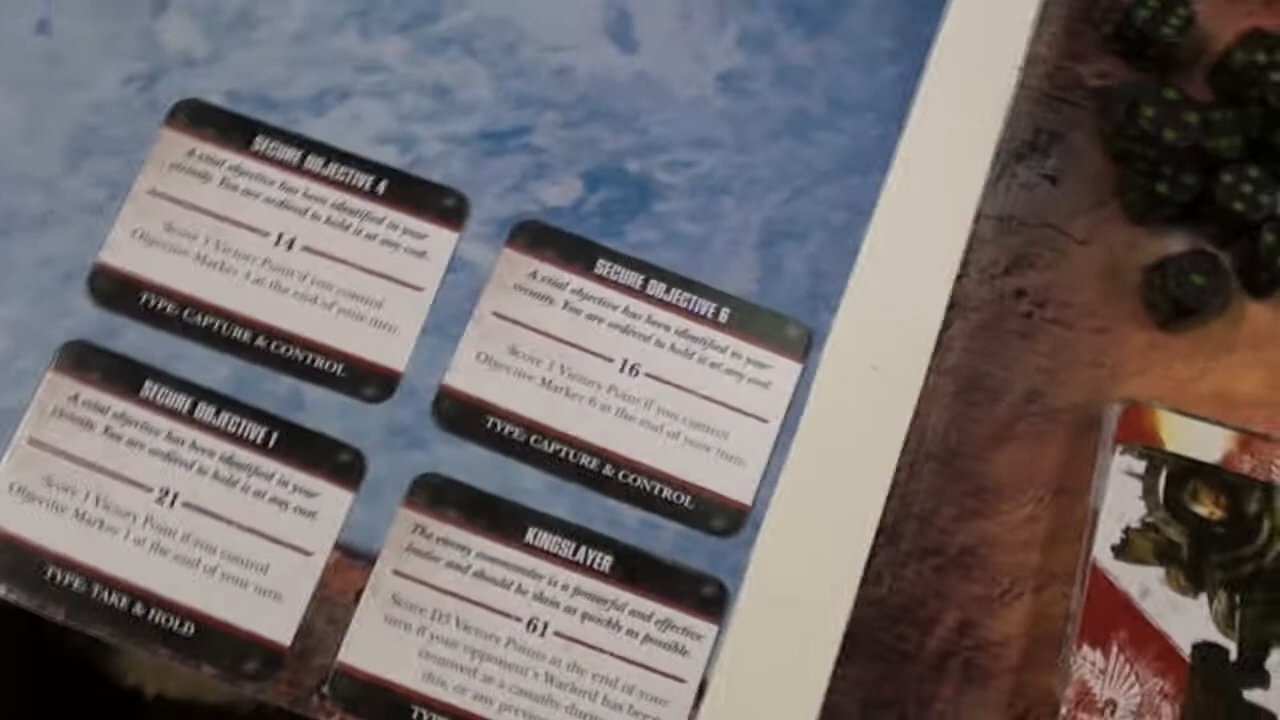 SECURE OBJECTIVE 4
A vital objective has been identified in your
vicinity. You are ordered to hold it at any cost.
14
Score 1 Victory Point if you control
Objective Marker 4 at the end of your turn.
TYPE: CAPTURE & CONTROL
SECURE OBJECTIVE 6
A vital objective has been identified in your
vicinity. You are ordered to hold it at any cost.
16
Score 1 Victory Point if you control
Objective Marker 6 at the end of your turn.
TYPE: CAPTURE & CONTROL
SECURE OBJECTIVE 1
A vital objective has been identified in your
vicinity. You are ordered to hold it at any cost.
21
Score 1 Victory Point if you control
Objective Marker 1 at the end of your turn.
TYPE: TAKE & HOLD
KINGSLAYER
The enemy commander is a powerful and effective
leader and should be slain as quickly as possible.
61
Score D3 Victory Points at the end of your
turn if your opponent's Warlord has been
removed as a casualty during
this, or any previous